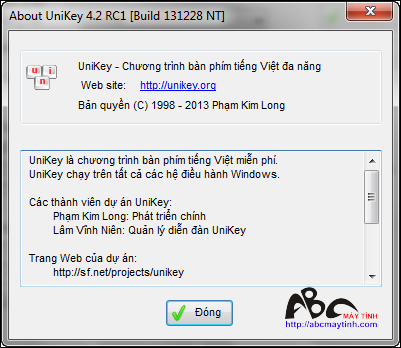 About UniKey 4.2 RC1 [Build 131228 NT]
u n i
UniKey - Chương trình bàn phím tiếng Việt đa năng
Web site: http://unikey.org
Bản quyền (C) 1998 - 2013 Phạm Kim Long
UniKey là chương trình bàn phím tiếng Việt miễn phí.
UniKey chạy trên tất cả các hệ điều hành Windows.
Các thành viên dự án UniKey:
Phạm Kim Long: Phát triển chính
Lâm Vĩnh Niên: Quản lý diễn đàn UniKey
Trang Web của dự án:
http://sf.net/projects/unikey
Đóng
ABC MÁY TÍNH
http://abcmaytinh.com